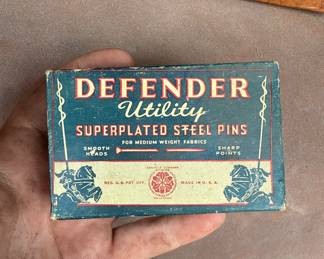 DEFENDER
Utility
SUPERPLATED STEEL PINS
FOR MEDIUM WEIGHT FABRICS
SMOOTH HEADS
SHARP POINTS
REG. U.S. PAT. OFF.
MADE IN U.S.A.